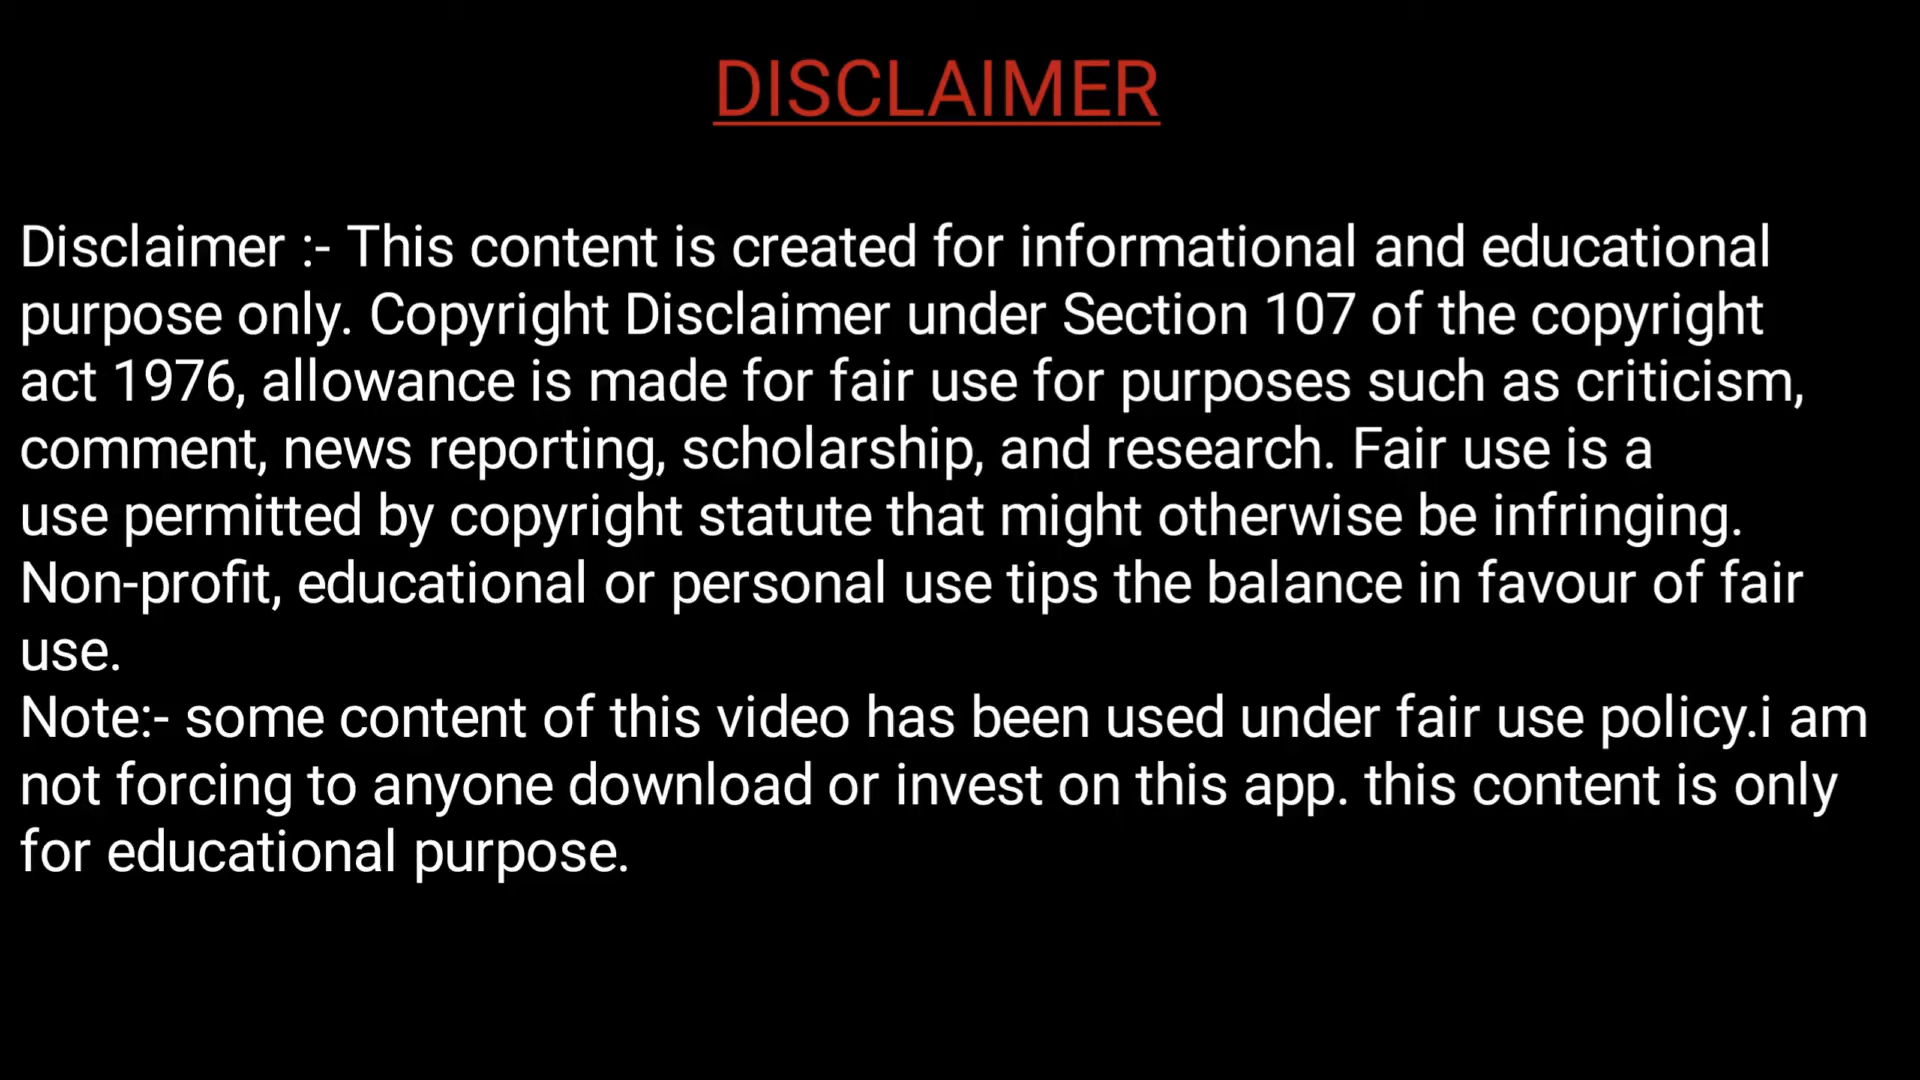 DISCLAIMER
Disclaimer :- This content is created for informational and educational
purpose only. Copyright Disclaimer under Section 107 of the copyright
act 1976, allowance is made for fair use for purposes such as criticism,
comment, news reporting, scholarship, and research. Fair use is a
use permitted by copyright statute that might otherwise be infringing.
Non-profit, educational or personal use tips the balance in favour of fair
use.
Note:- some content of this video has been used under fair use policy.i am
not forcing to anyone download or invest on this app. this content is only
for educational purpose.